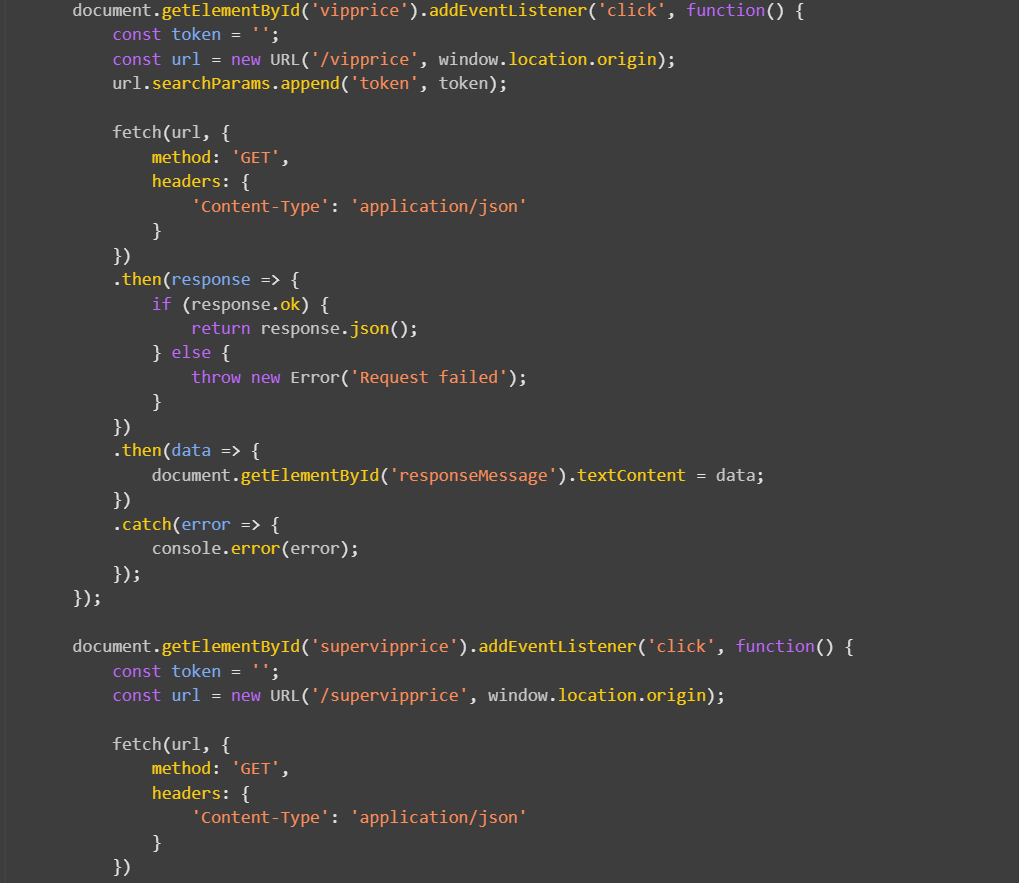 document.getElementById('vipprice').addEventListener('click', function() {
    const token = '';
    const url = new URL('/vipprice', window.location.origin);
    url.searchParams.append('token', token);

    fetch(url, {
        method: 'GET',
        headers: {
            'Content-Type': 'application/json'
        }
    })
    .then(response => {
        if (response.ok) {
            return response.json();
        } else {
            throw new Error('Request failed');
        }
    })
    .then(data => {
        document.getElementById('responseMessage').textContent = data;
    })
    .catch(error => {
        console.error(error);
    });
});

document.getElementById('supervipprice').addEventListener('click', function() {
    const token = '';
    const url = new URL('/supervipprice', window.location.origin);

    fetch(url, {
        method: 'GET',
        headers: {
            'Content-Type': 'application/json'
        }
    })